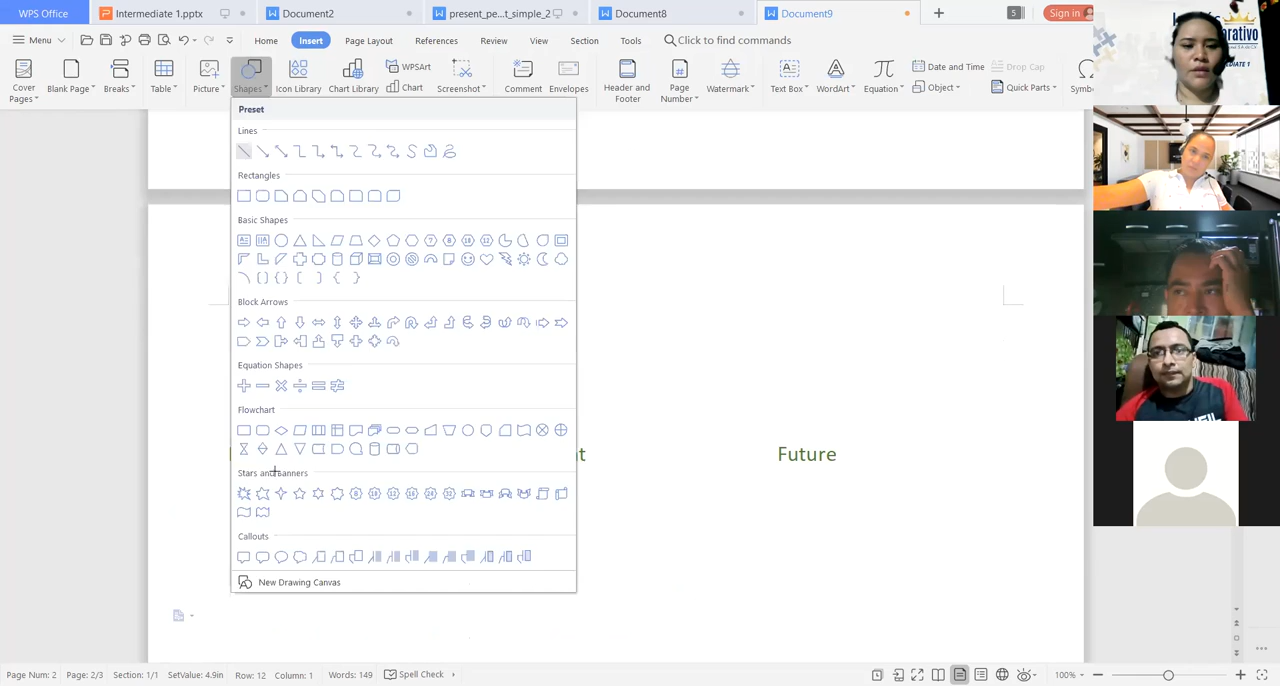 WPS Office
Intermediate 1.pptx
Document2
present_pe...t_simple_2
Document8
Document9
S
Sign in
Menu
Home
Insert
Page Layout
References
View
Section
Tools
Click to find commands
Cover Pages
Blank Page
Breaks
Table
Picture
Shapes
Icon Library
Chart Library
WPSArt
Chart
Screenshot
Comment
Envelopes
Header and Footer
Page Number
Watermark
Text Box
WordArt
Equation
Date and Time
Object
Drop Cap
Quick Parts
Preset
Lines
Rectangles
Basic Shapes
Block Arrows
Equation Shapes
Flowchart
Stars and Banners
Callouts
New Drawing Canvas
Future
Page Num: 2
Page: 2/3
Section: 1/1
SetValue: 4.9in
Row: 12
Column: 1
Spell Check
100%